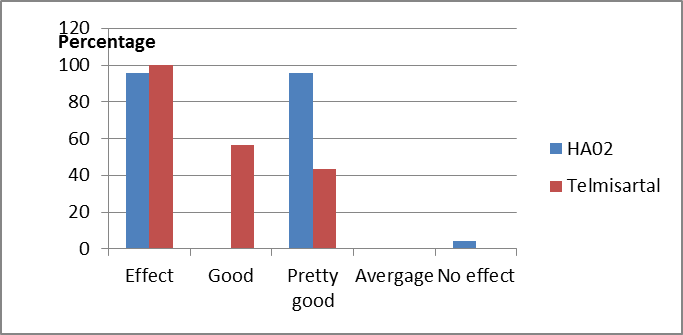 120
Percentage
100
80
60
40
20
0
Effect
Good
Pretty
good
Avergage
No effect
HA02
Telmisartal